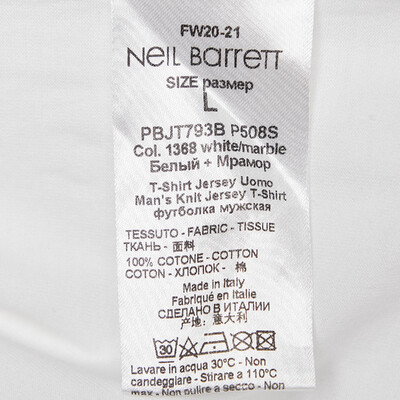 FW20-21
NEIL BARRETT
SIZE размер
L
PBJT793B P508S
Col. 1368 white/marble
Белый + Мрамор
T-Shirt Jersey Uomo
Man's Knit Jersey T-Shirt
футболка мужская
TESSUTO - FABRIC - TISSUE
ТКАНЬ - 面料
100% COTONE - COTTON
COTON - ХЛОПОК - 棉
Made in Italy
Fabriqué en Italie
СДЕЛАНО В ИТАЛИИ
产地: 意大利
30
Lavare in acqua 30°C - Non
candeggiare - Stirare a 110°C
max - Non pulire a secco - Non